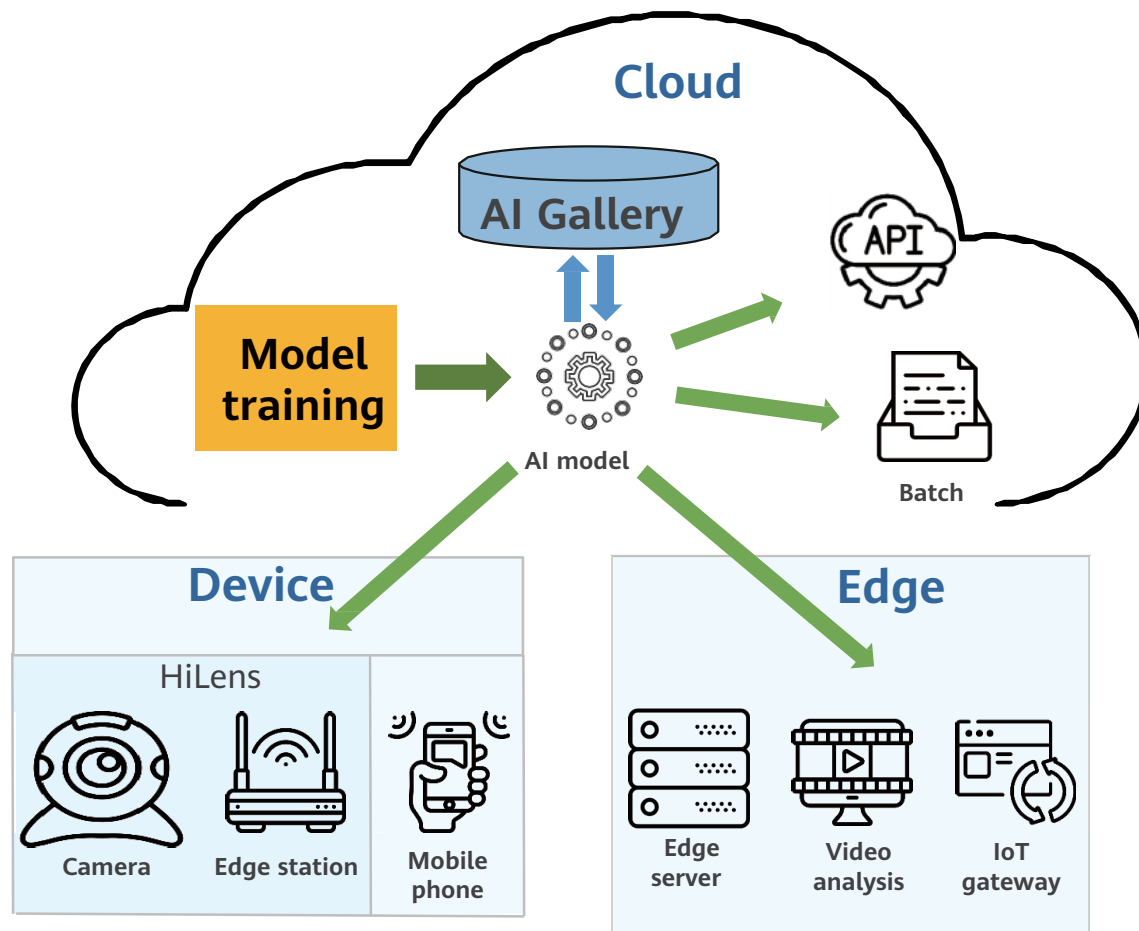 Cloud
AI Gallery
API
Model
training
AI model
Batch
Device
Edge
HiLens
Camera
Edge station
Mobile
phone
Edge
server
Video
analysis
IoT
gateway